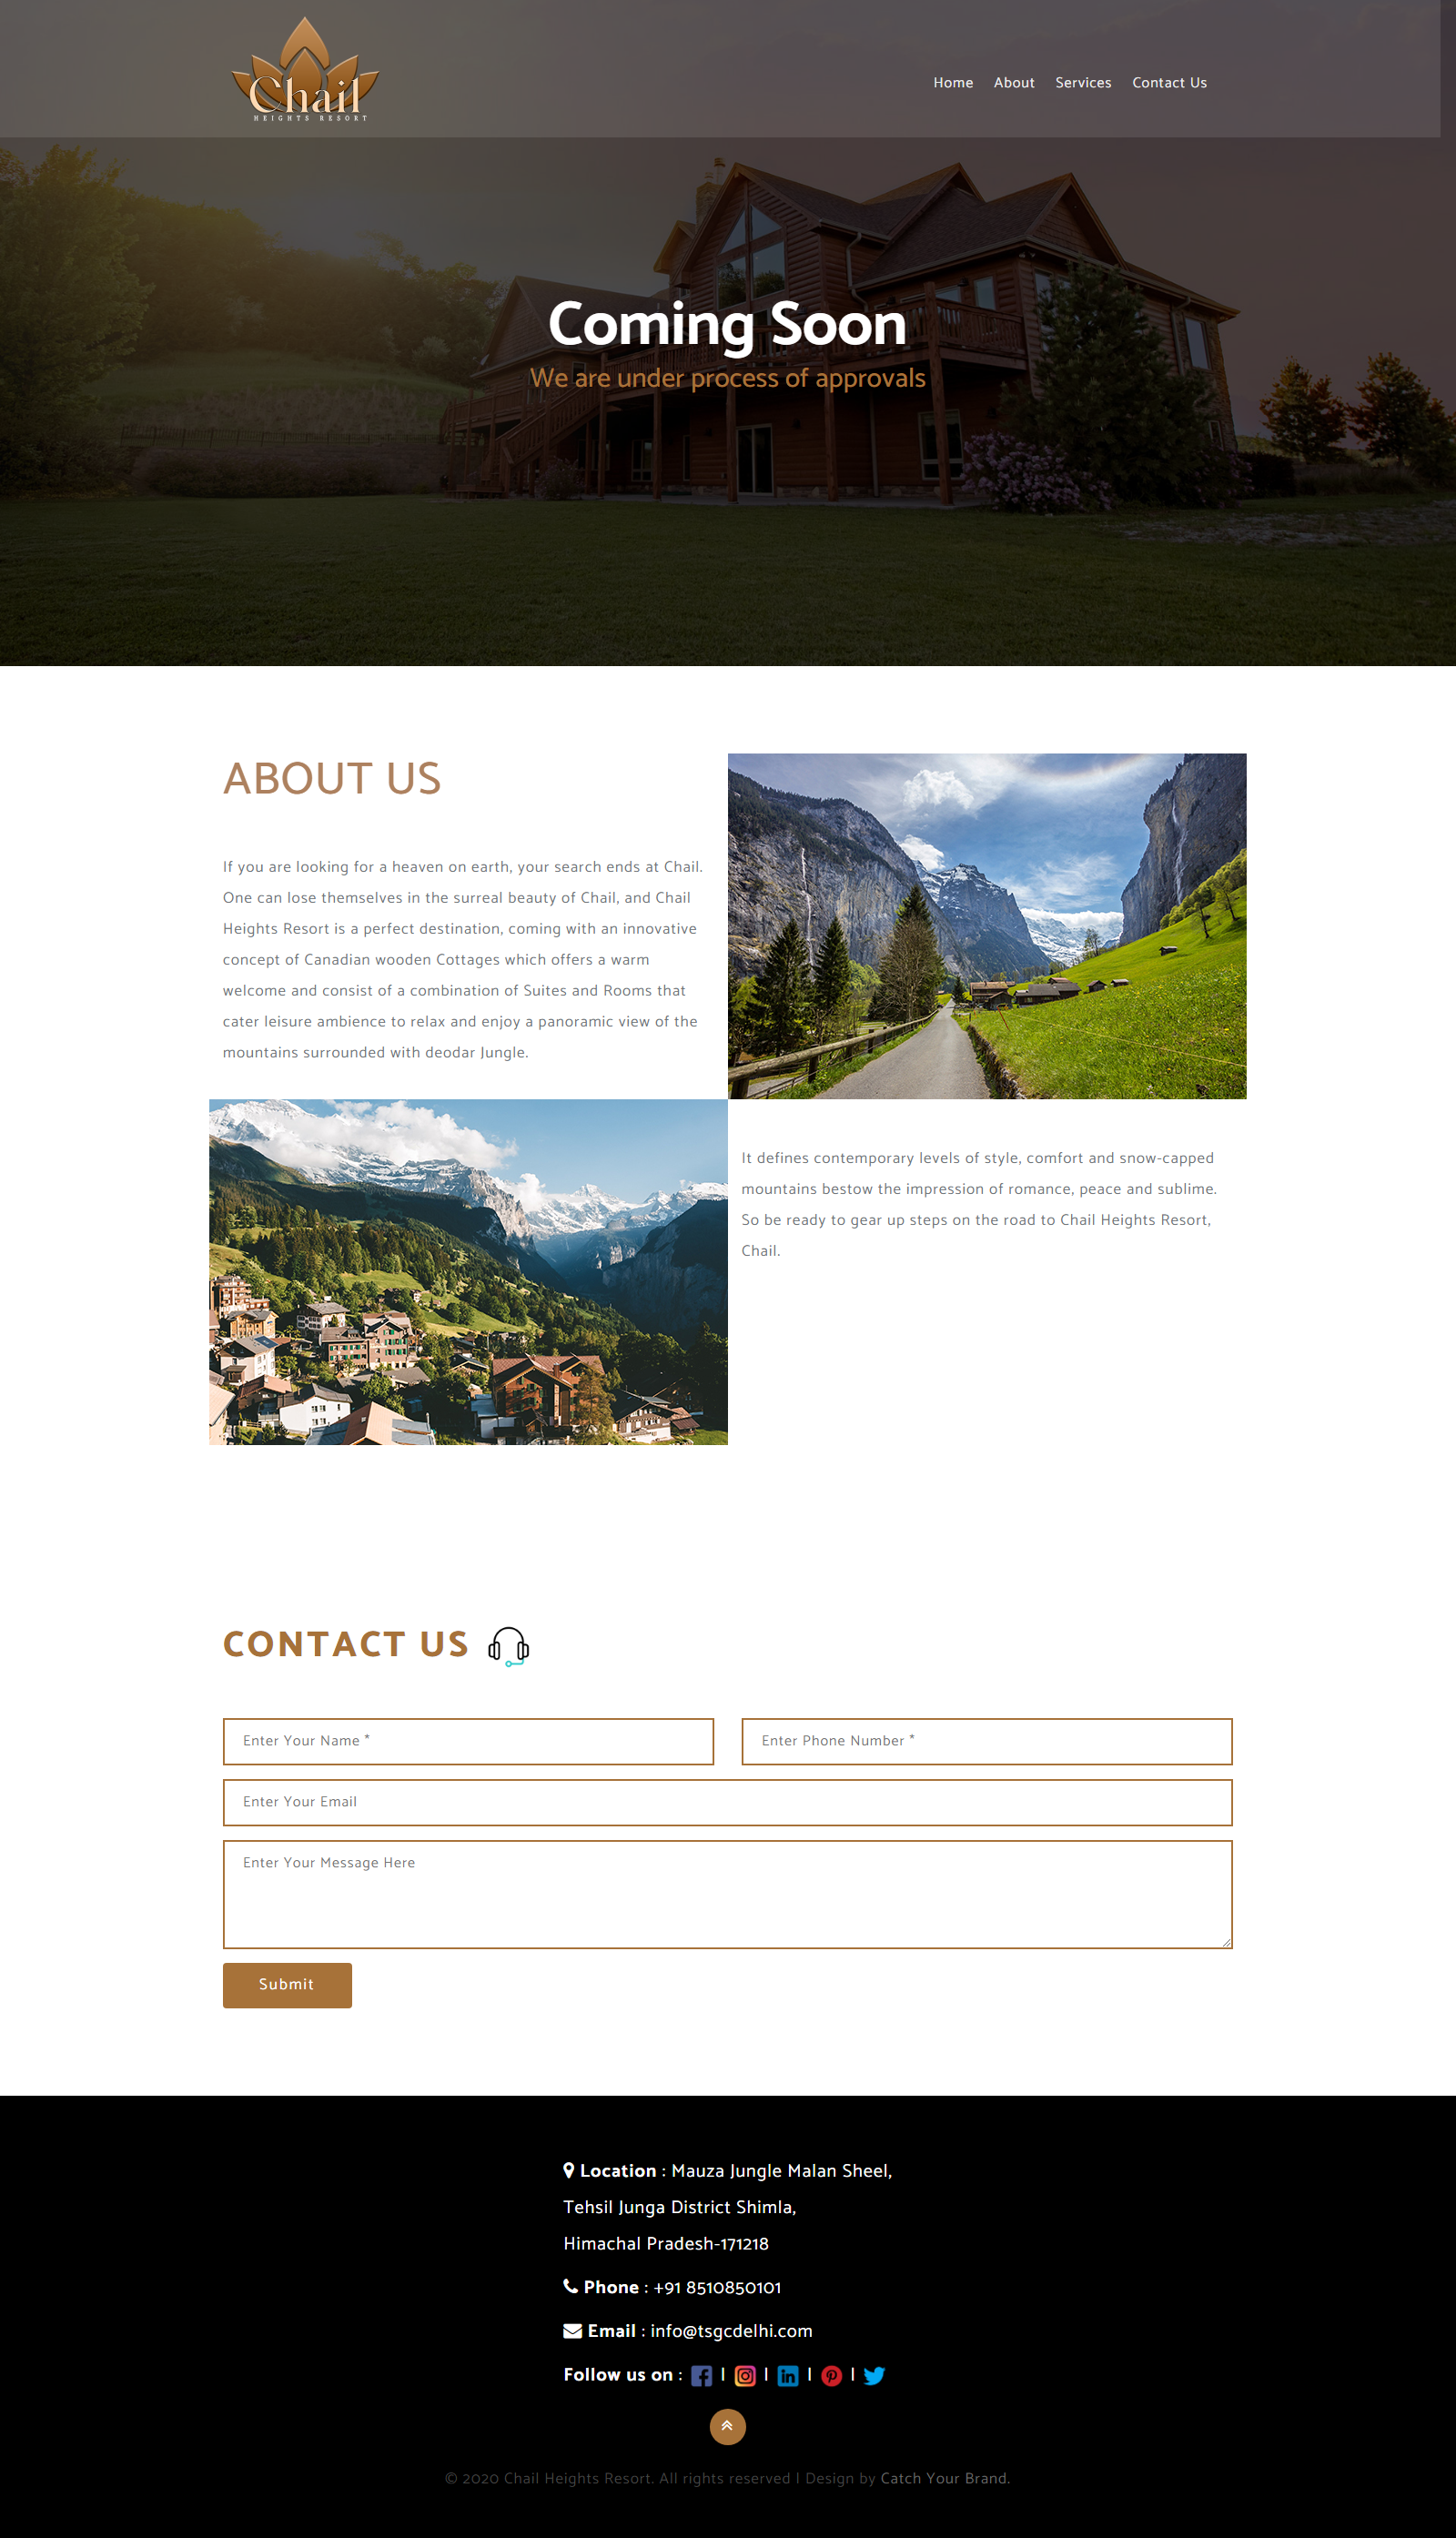 Chail
HEIGHTS RESORT
Home About Services Contact Us
Coming Soon
We are under process of approvals
ABOUT US
If you are looking for a heaven on earth, your search ends at Chail.
One can lose themselves in the surreal beauty of Chail, and Chail
Heights Resort is a perfect destination, coming with an innovative
concept of Canadian wooden Cottages which offers a warm
welcome and consist of a combination of Suites and Rooms that
cater leisure ambience to relax and enjoy a panoramic view of the
mountains surrounded with deodar Jungle.
It defines contemporary levels of style, comfort and snow-capped
mountains bestow the impression of romance, peace and sublime.
So be ready to gear up steps on the road to Chail Heights Resort,
Chail.
CONTACT US
Enter Your Name *
Enter Phone Number *
Enter Your Email
Enter Your Message Here
Submit
Location : Mauza Jungle Malan Sheel,
Tehsil Junga District Shimla,
Himachal Pradesh-171218
Phone : +91 8510850101
Email : info@tsgcdelhi.com
Follow us on : | | | |
© 2020 Chail Heights Resort. All rights reserved | Design by Catch Your Brand.